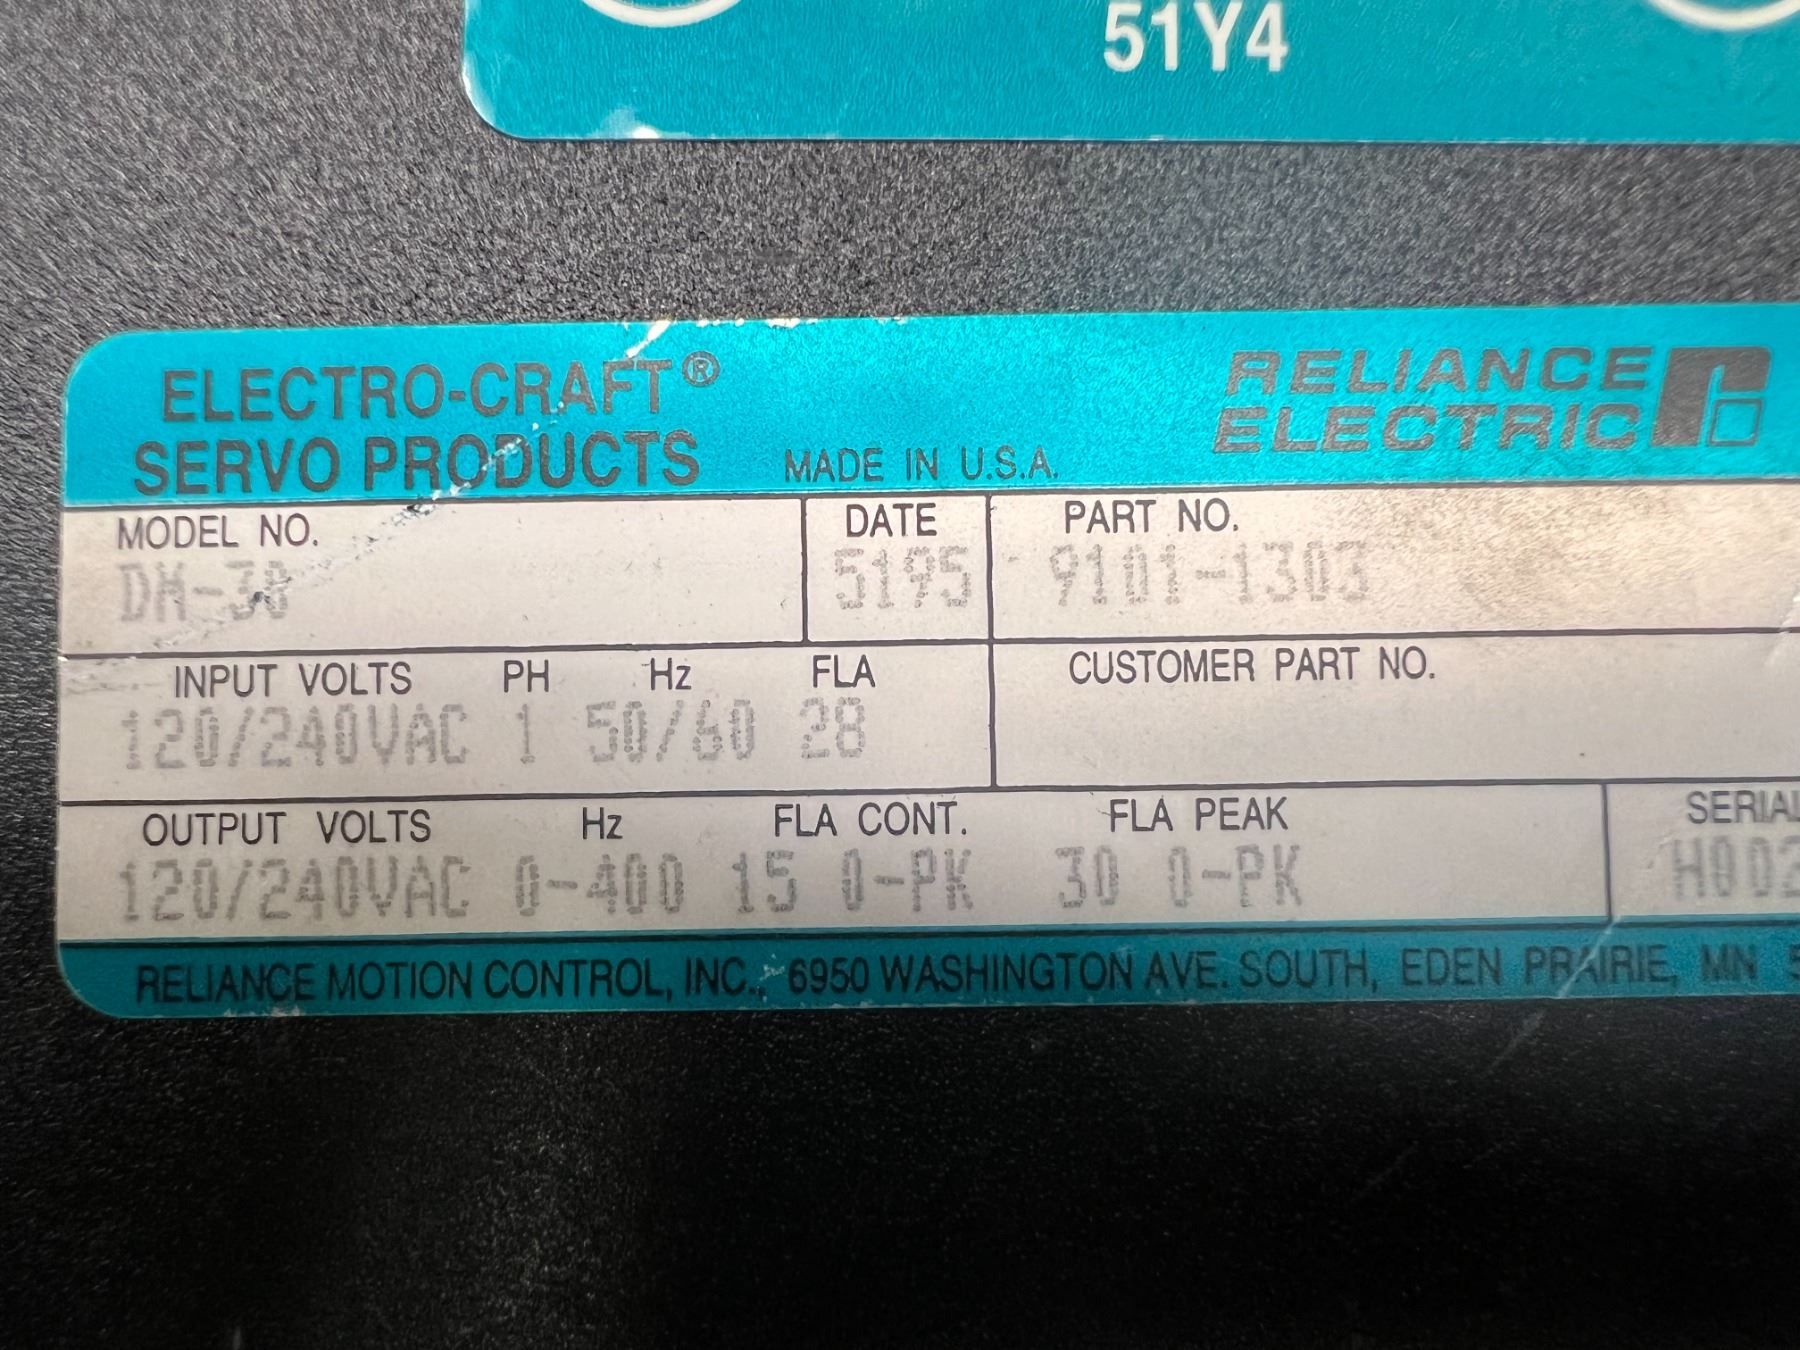 51Y4
ELECTRO-CRAFT®
SERVO PRODUCTS MADE IN U.S.A.
RELIANCE
ELECTRIC
MODEL NO. DATE PART NO.
5195 9101-1303
INPUT VOLTS PH Hz FLA CUSTOMER PART NO.
120/240VAC 1 50/60 28
OUTPUT VOLTS Hz FLA CONT. FLA PEAK SERIAL
120/240VAC 0-400 15 0-PK 30 0-PK H002
RELIANCE MOTION CONTROL, INC., 6950 WASHINGTON AVE. SOUTH, EDEN PRAIRIE, MN 5